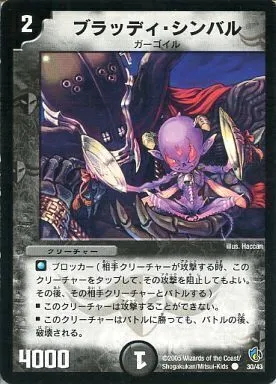 2
ブラッディ・シンバル
ガーゴイル
illus. Haccan
クリーチャー
ブロッカー(相手クリーチャーが攻撃する時、この
クリーチャーをタップして、その攻撃を阻止してもよい。
その後、その相手クリーチャーとバトルする)
このクリーチャーは攻撃することができない。
このクリーチャーはバトルに勝っても、バトルの後、
破壊される。
4000
©2005 Wizards of the Coast/
Shogakukan/Mitsui-Kids
30/43